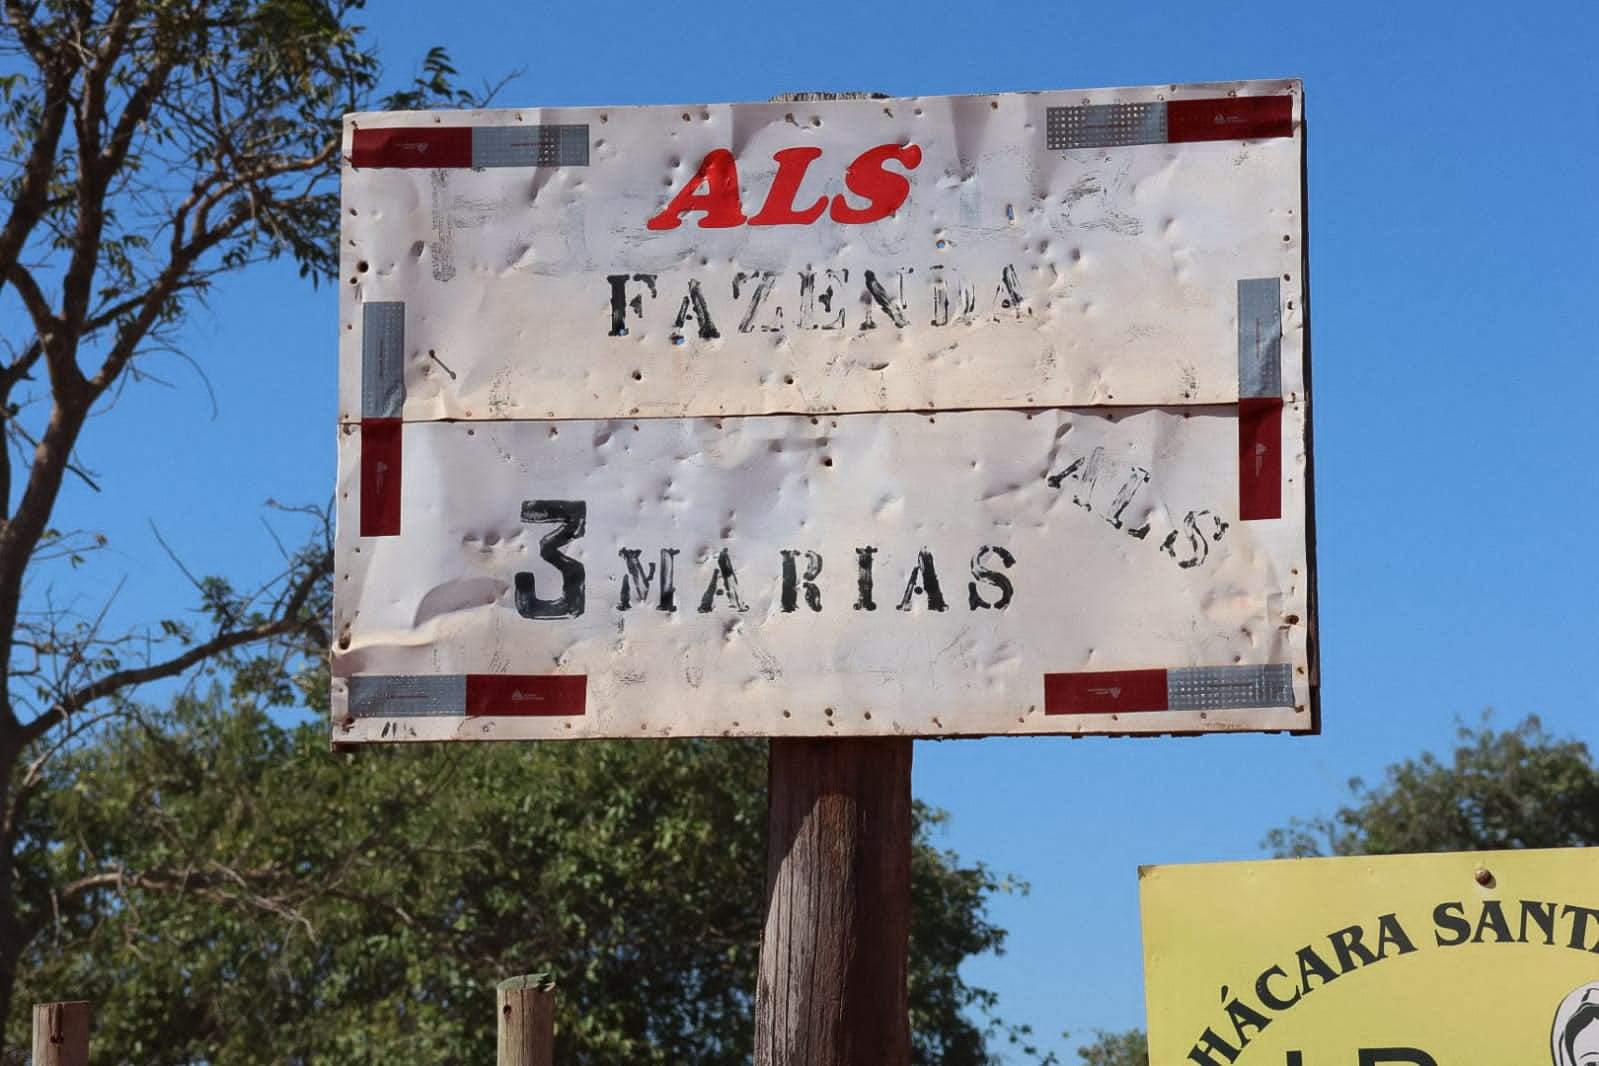 ALS
FAZENDA
ALS
3 MARIAS
HÁCARA SANT